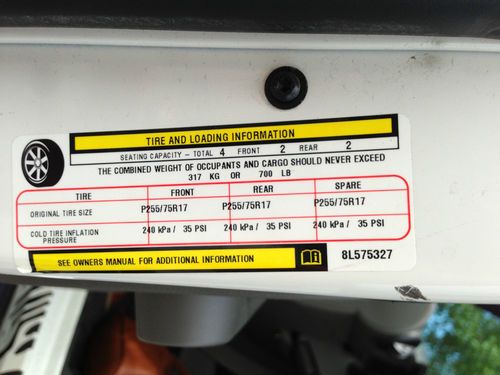 TIRE AND LOADING INFORMATION
SEATING CAPACITY - TOTAL 4 FRONT 2 REAR 2
THE COMBINED WEIGHT OF OCCUPANTS AND CARGO SHOULD NEVER EXCEED
317 KG OR 700 LB
TIRE FRONT REAR SPARE
ORIGINAL TIRE SIZE P255/75R17 P255/75R17 P255/75R17
COLD TIRE INFLATION PRESSURE 240 kPa / 35 PSI 240 kPa / 35 PSI 240 kPa / 35 PSI
SEE OWNERS MANUAL FOR ADDITIONAL INFORMATION 8L575327